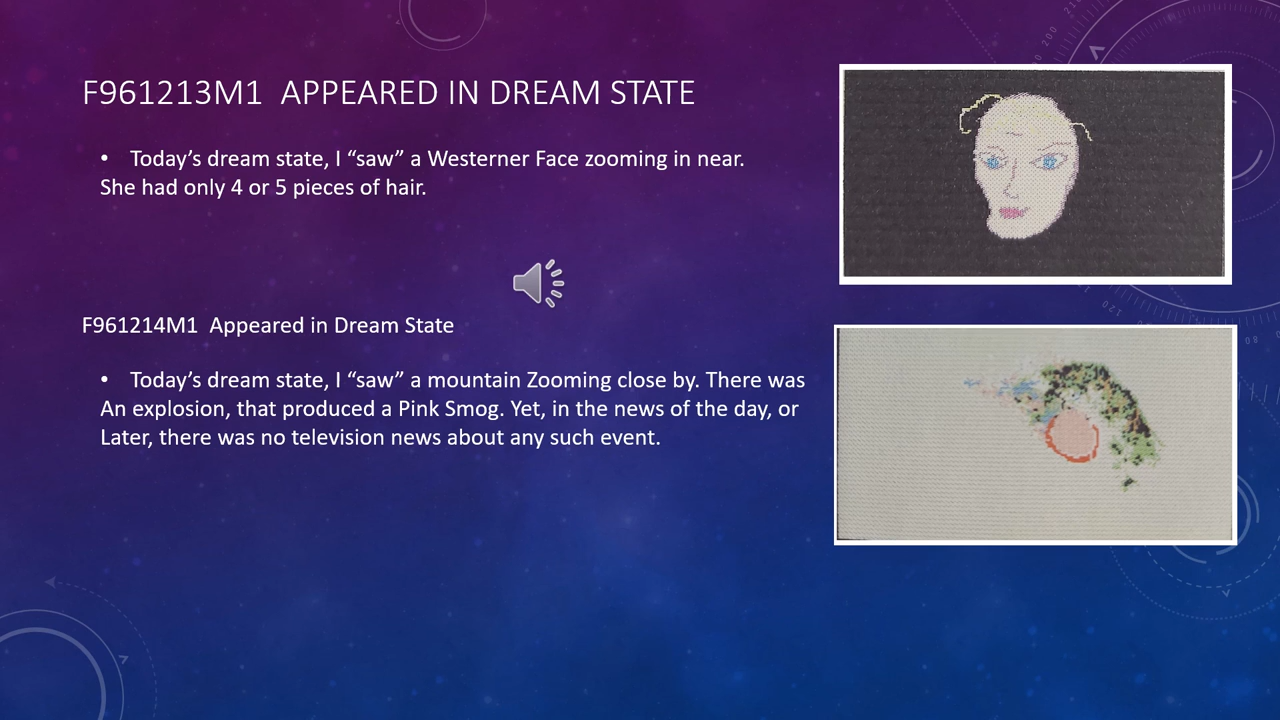 F961213M1 APPEARED IN DREAM STATE
• Today’s dream state, I “saw” a Westerner Face zooming in near.
She had only 4 or 5 pieces of hair.
F961214M1 Appeared in Dream State
• Today’s dream state, I “saw” a mountain Zooming close by. There was
An explosion, that produced a Pink Smog. Yet, in the news of the day, or
Later, there was no television news about any such event.
200
120
80